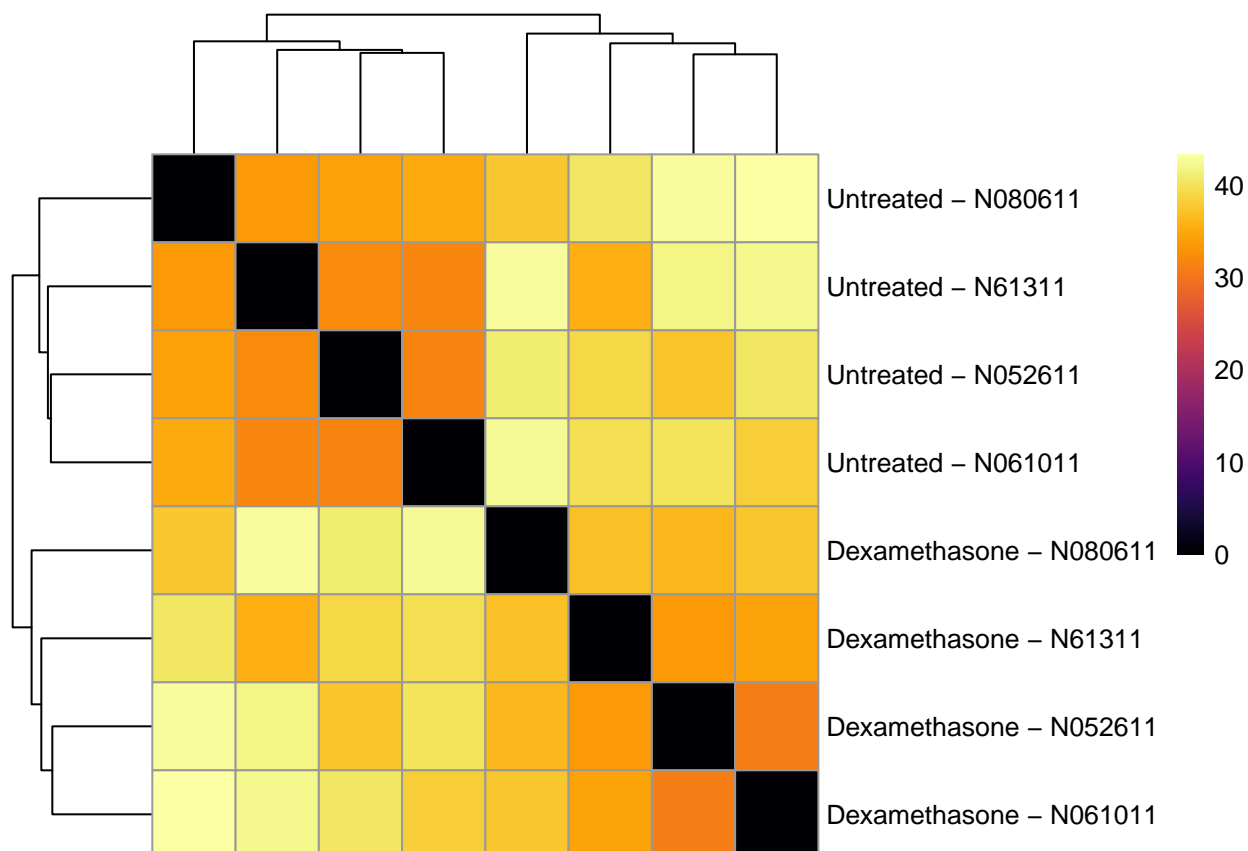 Untreated – N080611
Untreated – N61311
Untreated – N052611
Untreated – N061011
Dexamethasone – N080611
Dexamethasone – N61311
Dexamethasone – N052611
Dexamethasone – N061011
40
30
20
10
0